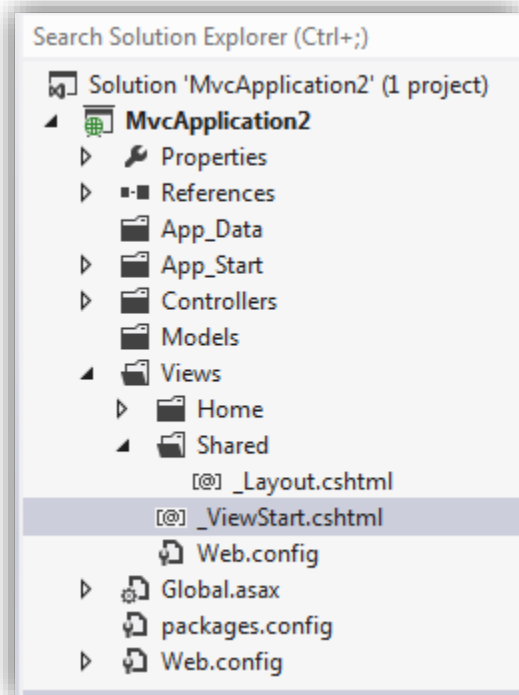 Search Solution Explorer (Ctrl+;)
Solution 'MvcApplication2' (1 project)
MvcApplication2
Properties
References
App_Data
App_Start
Controllers
Models
Views
Home
Shared
[@] _Layout.cshtml
[@] _ViewStart.cshtml
Web.config
Global.asax
packages.config
Web.config